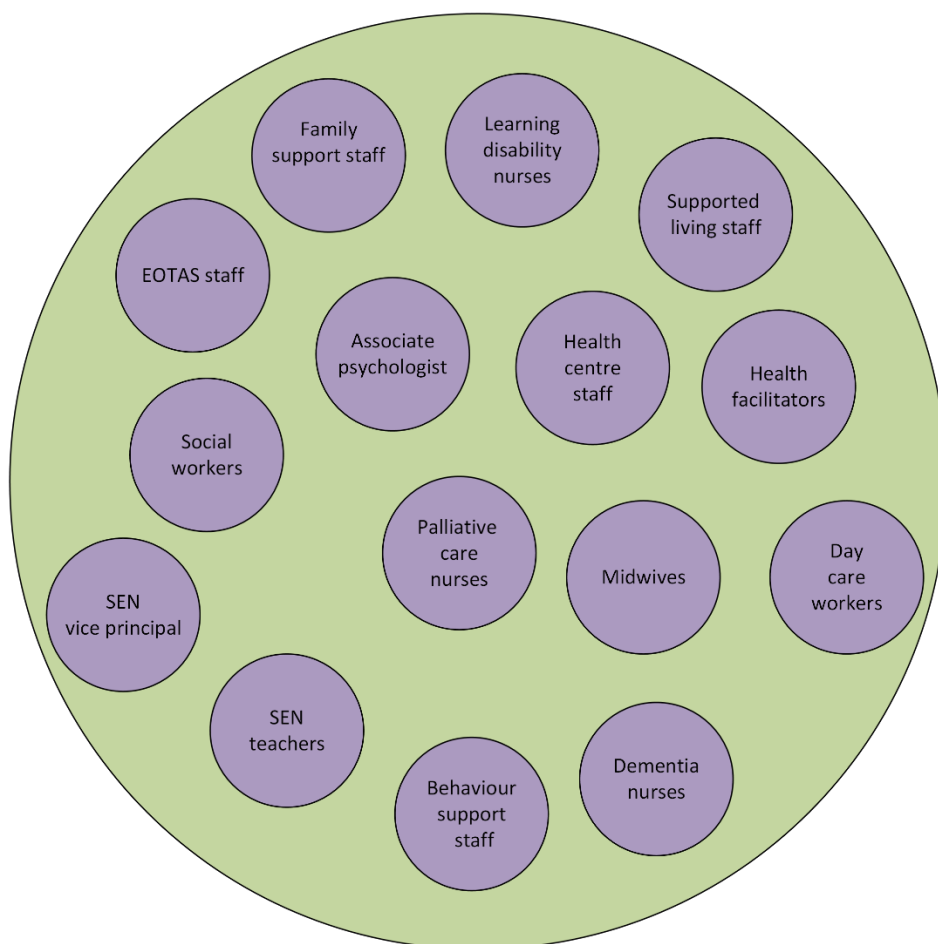 Family
support staff
Learning
disability
nurses
Supported
living staff
EOTAS staff
Associate
psychologist
Health
centre
staff
Health
facilitators
Social
workers
Palliative
care
nurses
Midwives
Day
care
workers
SEN
vice principal
SEN
teachers
Behaviour
support
staff
Dementia
nurses